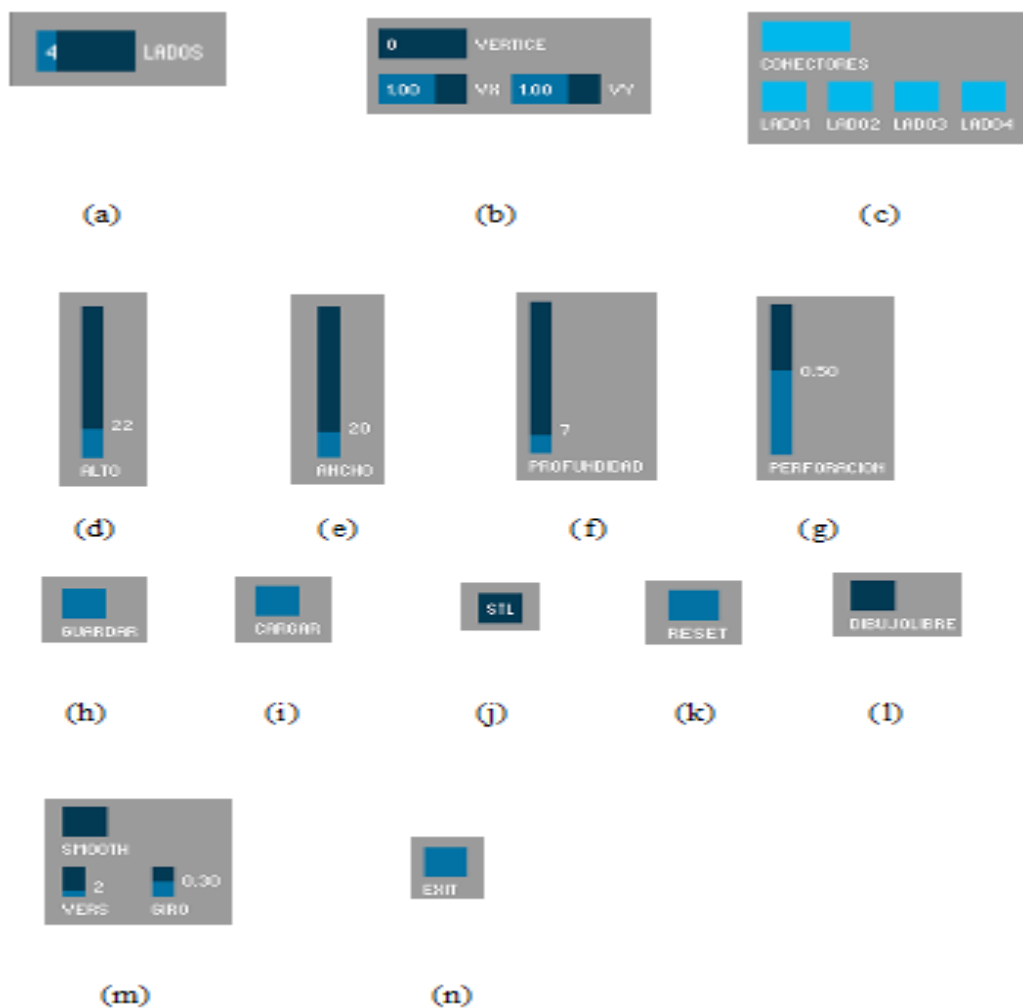 4 LADOS
0 VERTICE
1.00 VX 1.00 VY
CONECTORES
LADO1 LADO2 LADO3 LADO4
(a) (b) (c)
22
ALTO
20
ANCHO
7
PROFUNDIDAD
0.50
PERFORACION
(d) (e) (f) (g)
GUARDAR
CARGAR
STL
RESET
DIBUJOLIBRE
(h) (i) (j) (k) (l)
SMOOTH
2 0.30
VERS GIRO
EXIT
(m) (n)